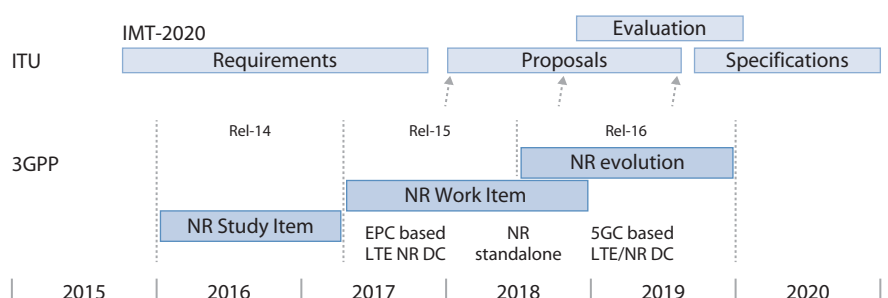 IMT-2020
Evaluation
ITU
Requirements
Proposals
Specifications
Rel-14
Rel-15
Rel-16
3GPP
NR evolution
NR Work Item
NR Study Item
EPC based
LTE NR DC
NR
standalone
5GC based
LTE/NR DC
2015
2016
2017
2018
2019
2020